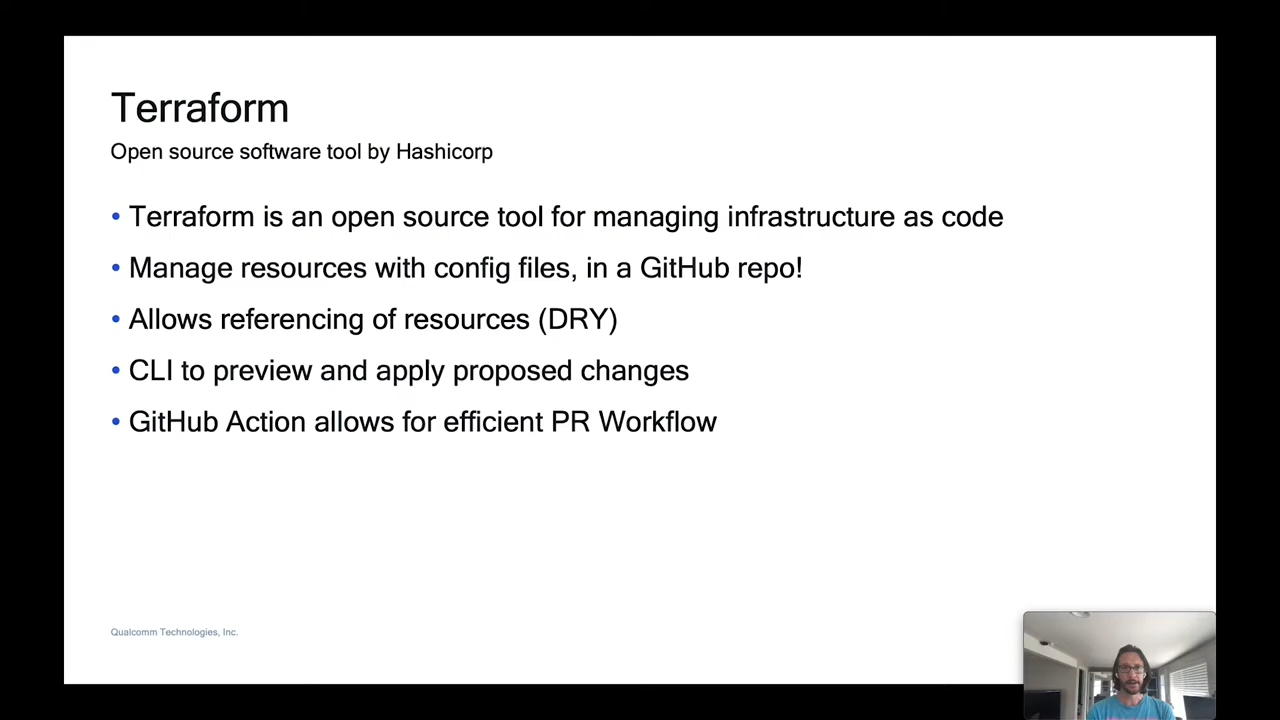 Terraform
Open source software tool by Hashicorp
• Terraform is an open source tool for managing infrastructure as code
• Manage resources with config files, in a GitHub repo!
• Allows referencing of resources (DRY)
• CLI to preview and apply proposed changes
• GitHub Action allows for efficient PR Workflow
Qualcomm Technologies, Inc.